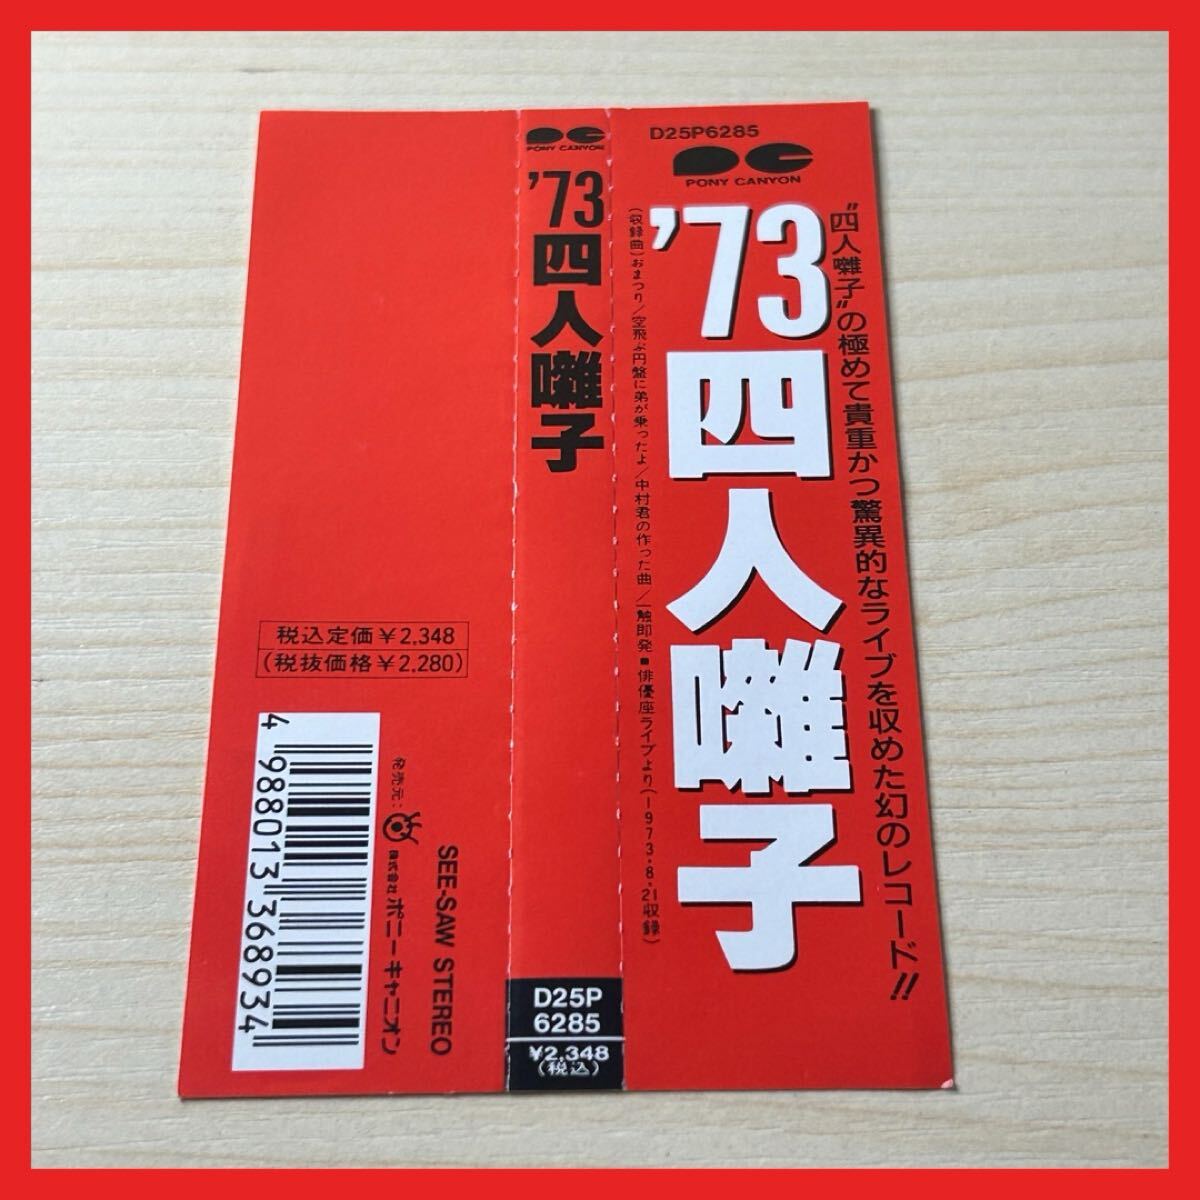 D25P6285
PONY CANYON
"四人囃子"の極めて貴重かつ驚異的なライブを収めた幻のレコード!!
'73四人囃子
(収録曲)おまつり/空飛ぶ円盤に弟が乗ったよ/中村君の作った曲/一触即発■俳優座ライブより(1973.8.21収録)
PONY CANYON
'73四人囃子
D25P
6285
¥2,348
(税込)
税込定価¥2,348
(税抜価格¥2,280)
SEE-SAW STEREO
発売元:株式会社ポニーキャニオン
4 988013 368934